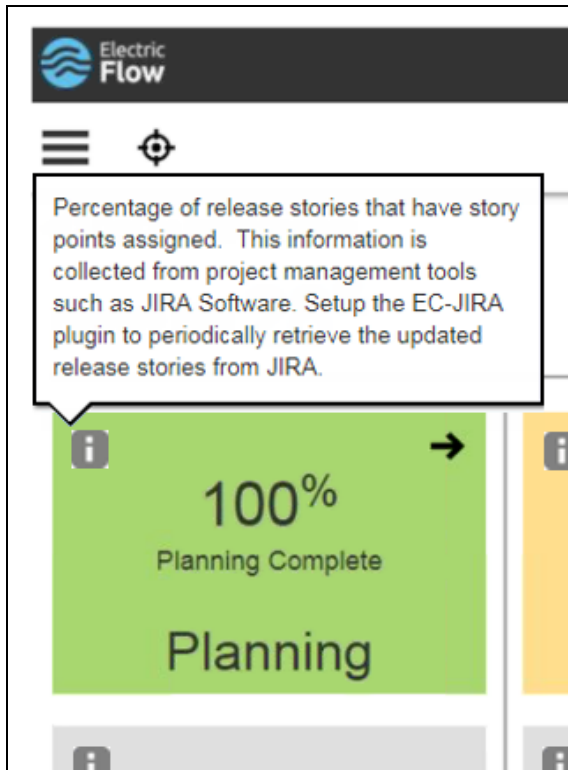 Electric
Flow
Percentage of release stories that have story
points assigned.  This information is
collected from project management tools
such as JIRA Software. Setup the EC-JIRA
plugin to periodically retrieve the updated
release stories from JIRA.
i
i
100%
Planning Complete
Planning
i
i